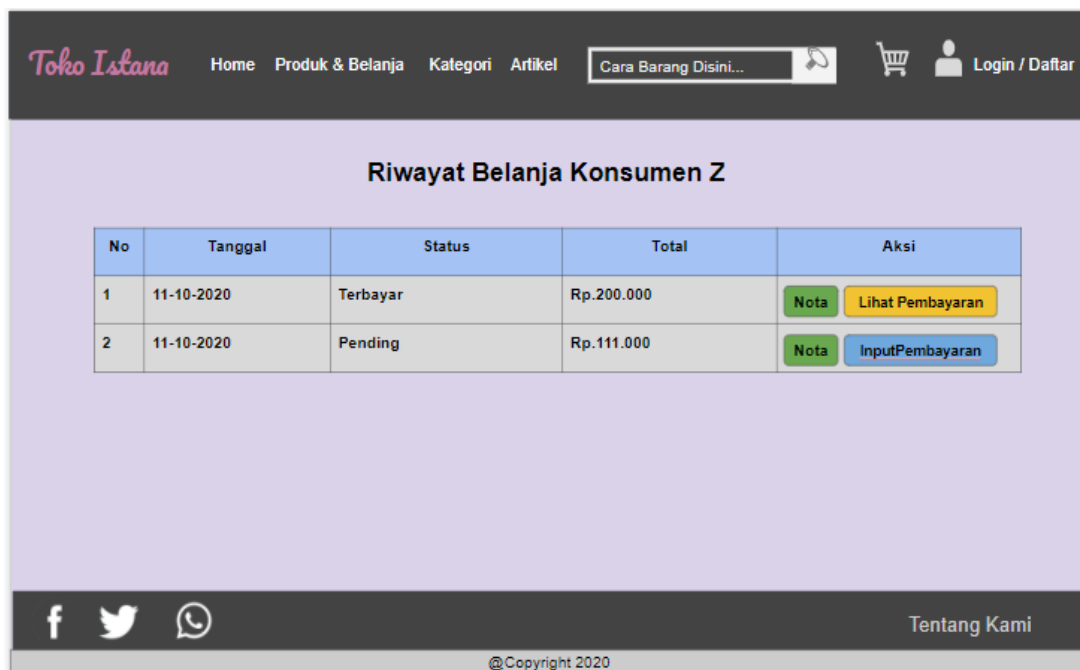 Toko Istana Home Produk & Belanja Kategori Artikel Cara Barang Disini... Login / Daftar
Riwayat Belanja Konsumen Z
No Tanggal Status Total Aksi
1 11-10-2020 Terbayar Rp.200.000 Nota Lihat Pembayaran
2 11-10-2020 Pending Rp.111.000 Nota InputPembayaran
f Tentang Kami
@Copyright 2020